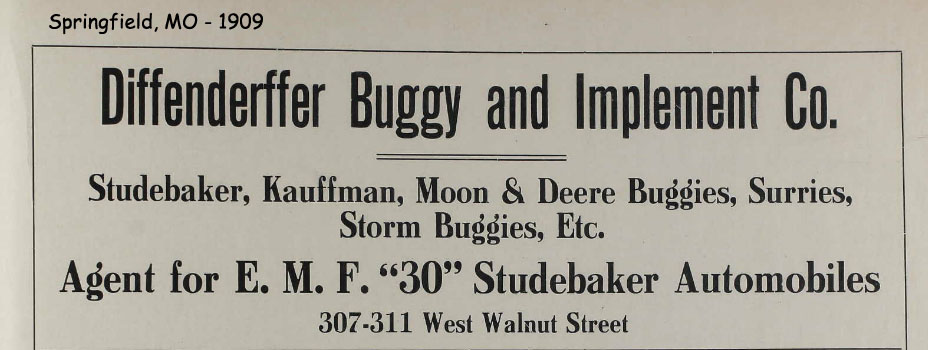 Springfield, MO - 1909
Diffenderffer Buggy and Implement Co.
Studebaker, Kauffman, Moon & Deere Buggies, Surries,
Storm Buggies, Etc.
Agent for E. M. F. “30” Studebaker Automobiles
307-311 West Walnut Street